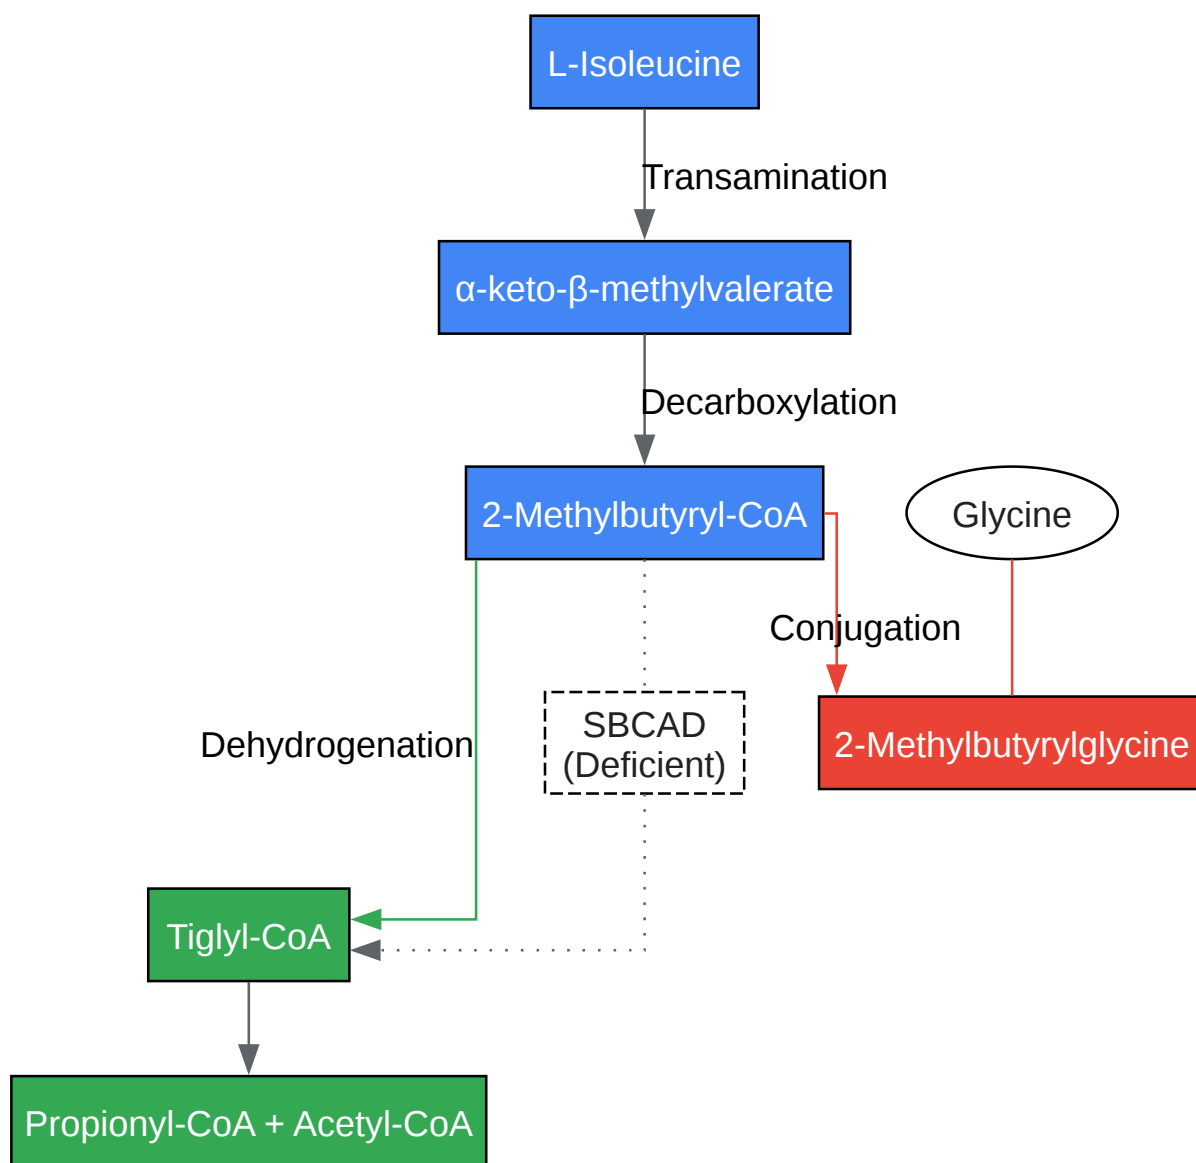 L-Isoleucine
Transamination
α-keto-β-methylvalerate
Decarboxylation
2-Methylbutyryl-CoA
Glycine
Conjugation
SBCAD
(Deficient)
Dehydrogenation
2-Methylbutyrylglycine
Tiglyl-CoA
Propionyl-CoA + Acetyl-CoA